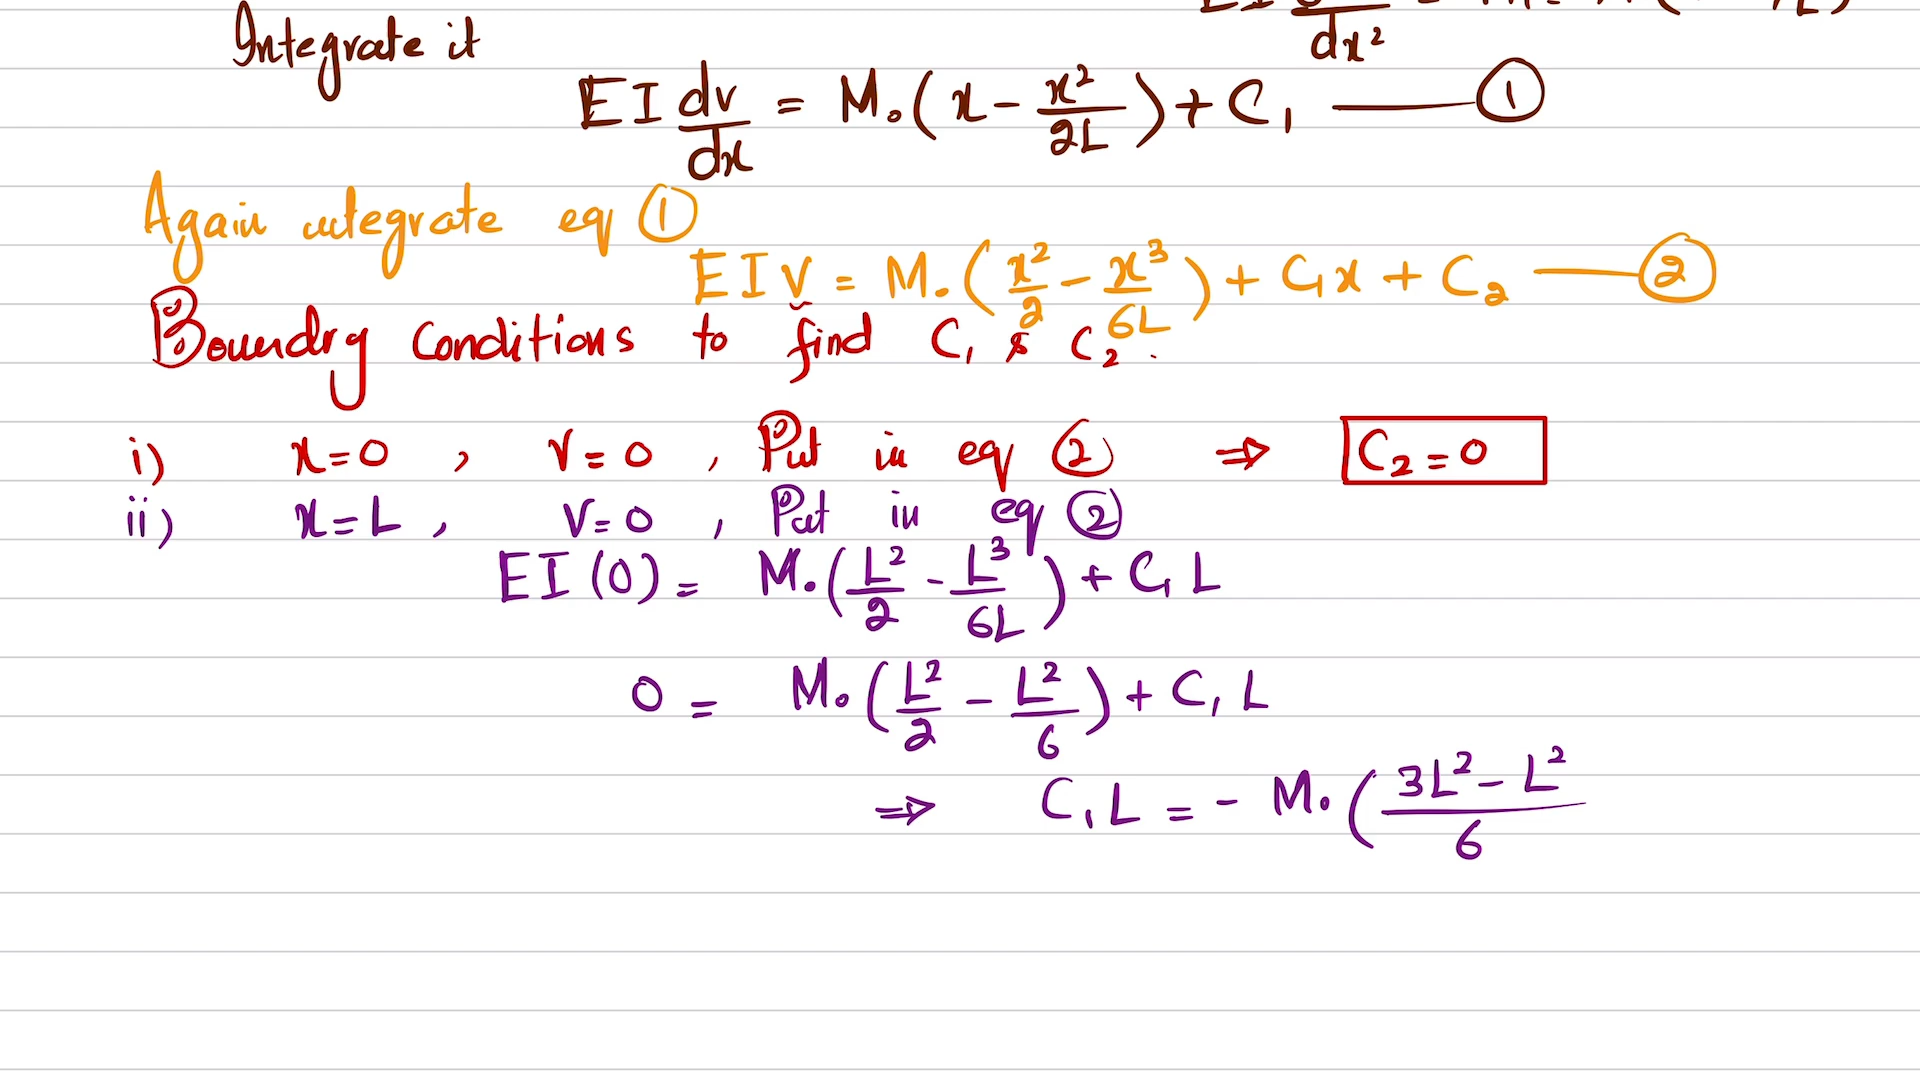 Integrate it
dx²
EI dv/dx = M₀(x - x²/2L) + C₁ —— ①
Again integrate eq ①
EI v = M₀(x²/2 - x³/6L) + C₁x + C₂ —— ②
Boundry Conditions to find C₁ & C₂.
i) x=0 , v=0 , Put in eq ② ⇒ C₂=0
ii) x=L , v=0 , Put in eq ②
EI(0) = M₀(L²/2 - L³/6L) + C₁L
0 = M₀(L²/2 - L²/6) + C₁L
⇒ C₁L = - M₀(3L² - L²/6